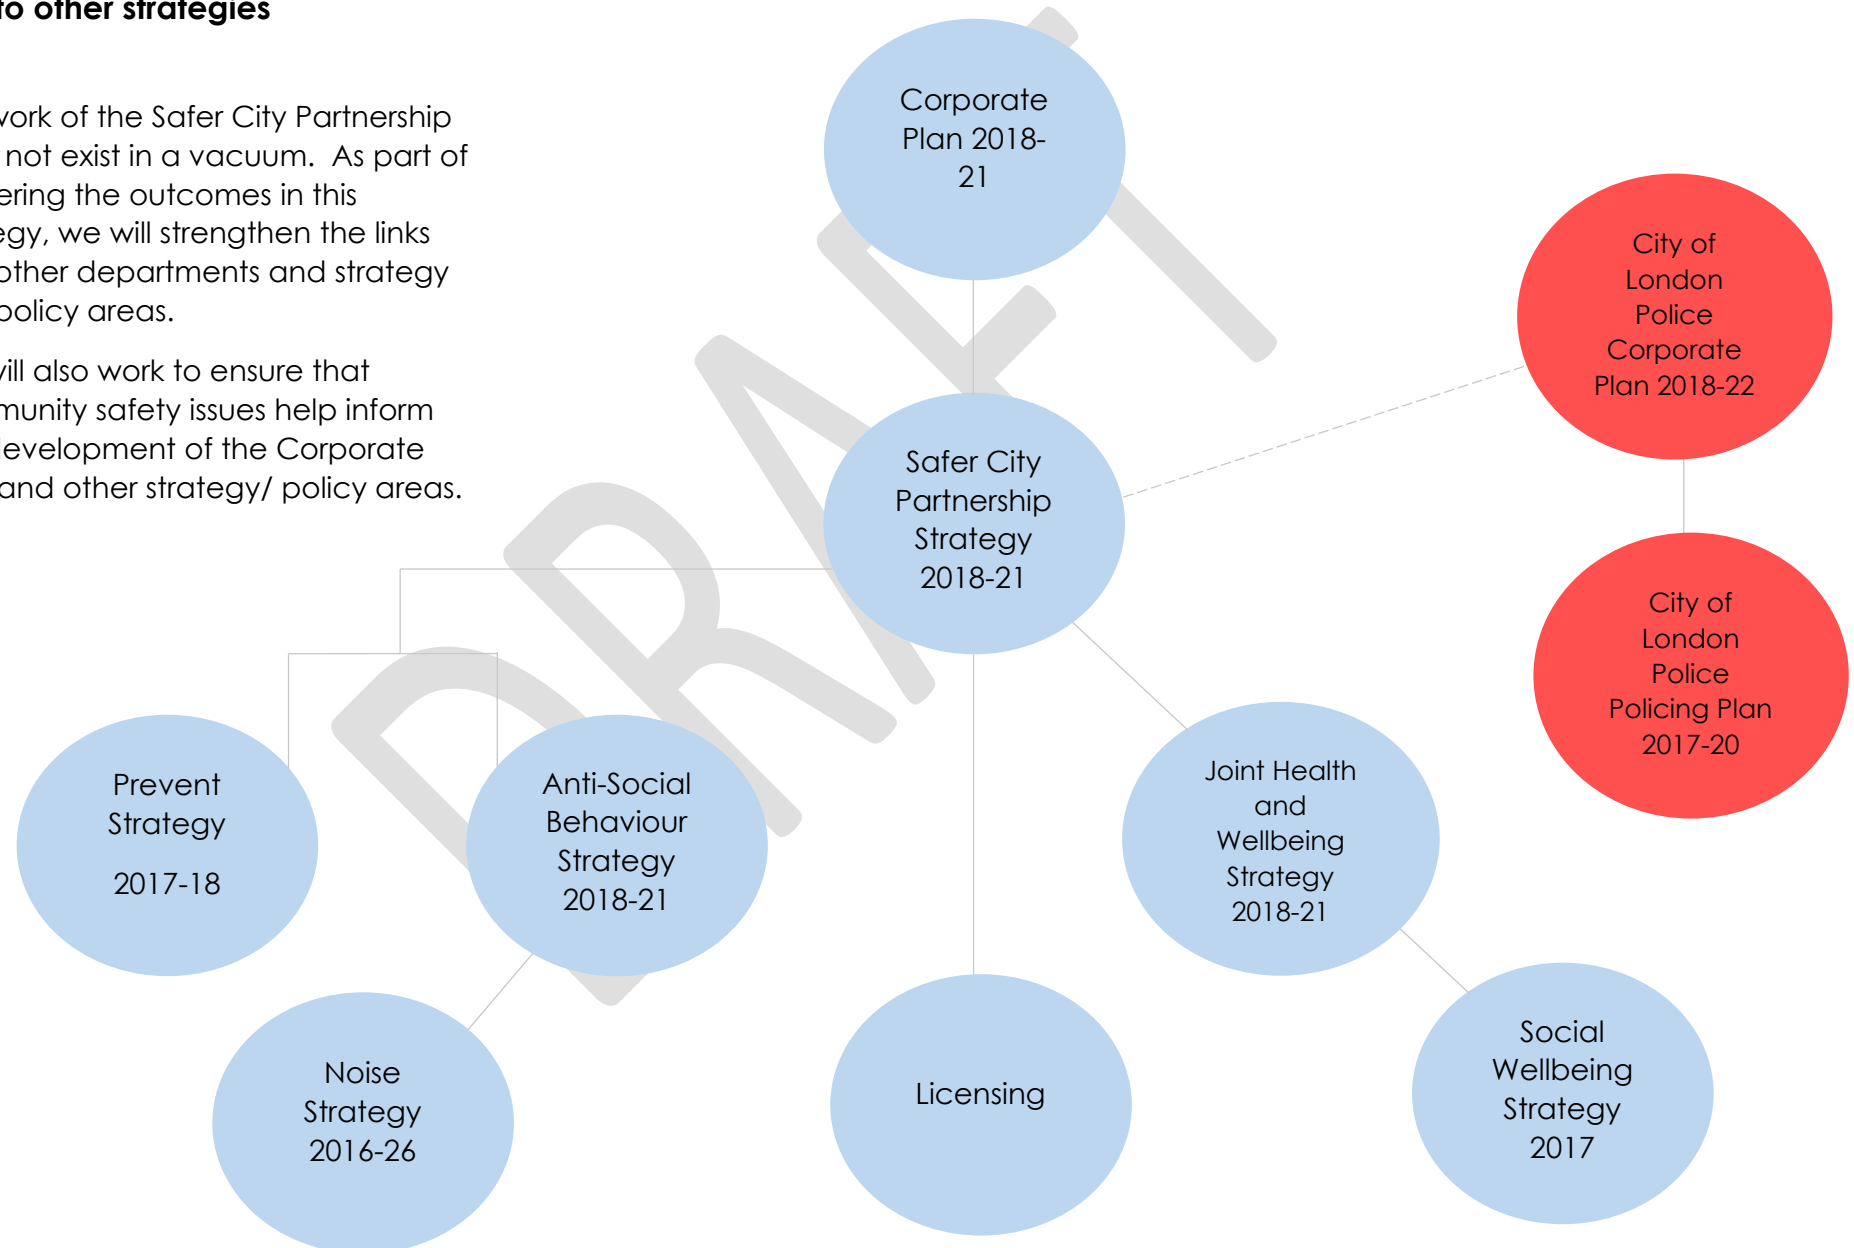 to other strategies
work of the Safer City Partnership
not exist in a vacuum. As part of
ering the outcomes in this
egy, we will strengthen the links
other departments and strategy
policy areas.
will also work to ensure that
munity safety issues help inform
development of the Corporate
and other strategy/ policy areas.
DRAFT
Corporate
Plan 2018-
21
City of
London
Police
Corporate
Plan 2018-22
Safer City
Partnership
Strategy
2018-21
City of
London
Police
Policing Plan
2017-20
Prevent
Strategy
2017-18
Anti-Social
Behaviour
Strategy
2018-21
Joint Health
and
Wellbeing
Strategy
2018-21
Noise
Strategy
2016-26
Licensing
Social
Wellbeing
Strategy
2017